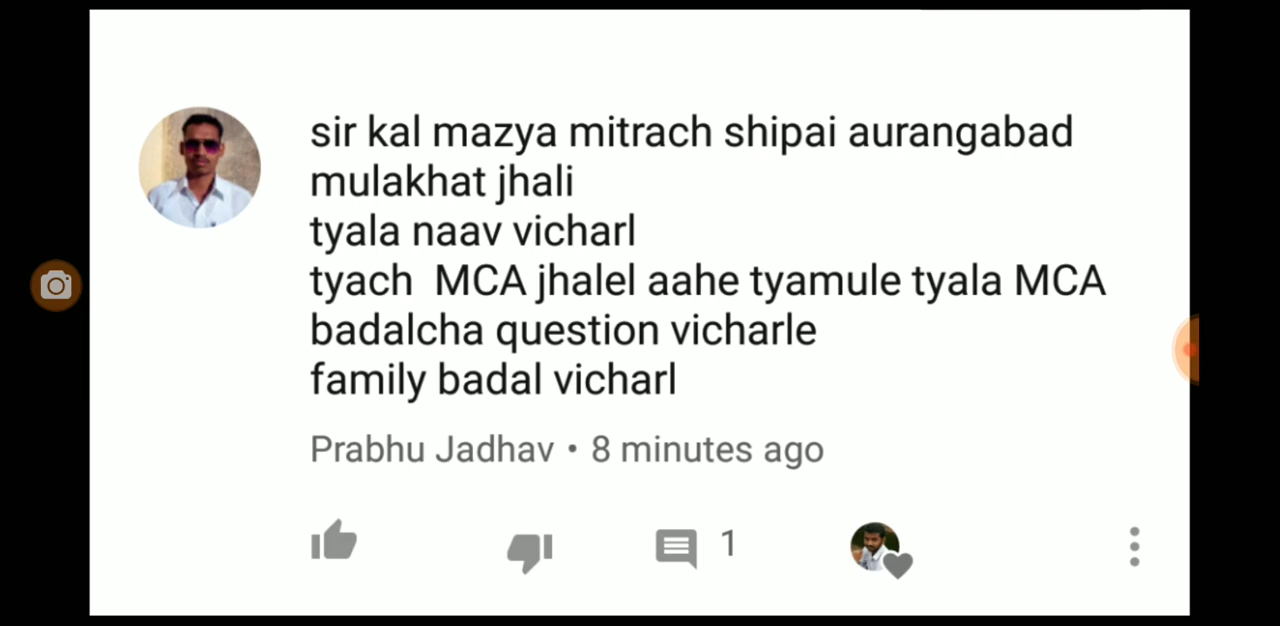 sir kal mazya mitrach shipai aurangabad
mulakhat jhali
tyala naav vicharl
tyach  MCA jhalel aahe tyamule tyala MCA
badalcha question vicharle
family badal vicharl
Prabhu Jadhav • 8 minutes ago
1